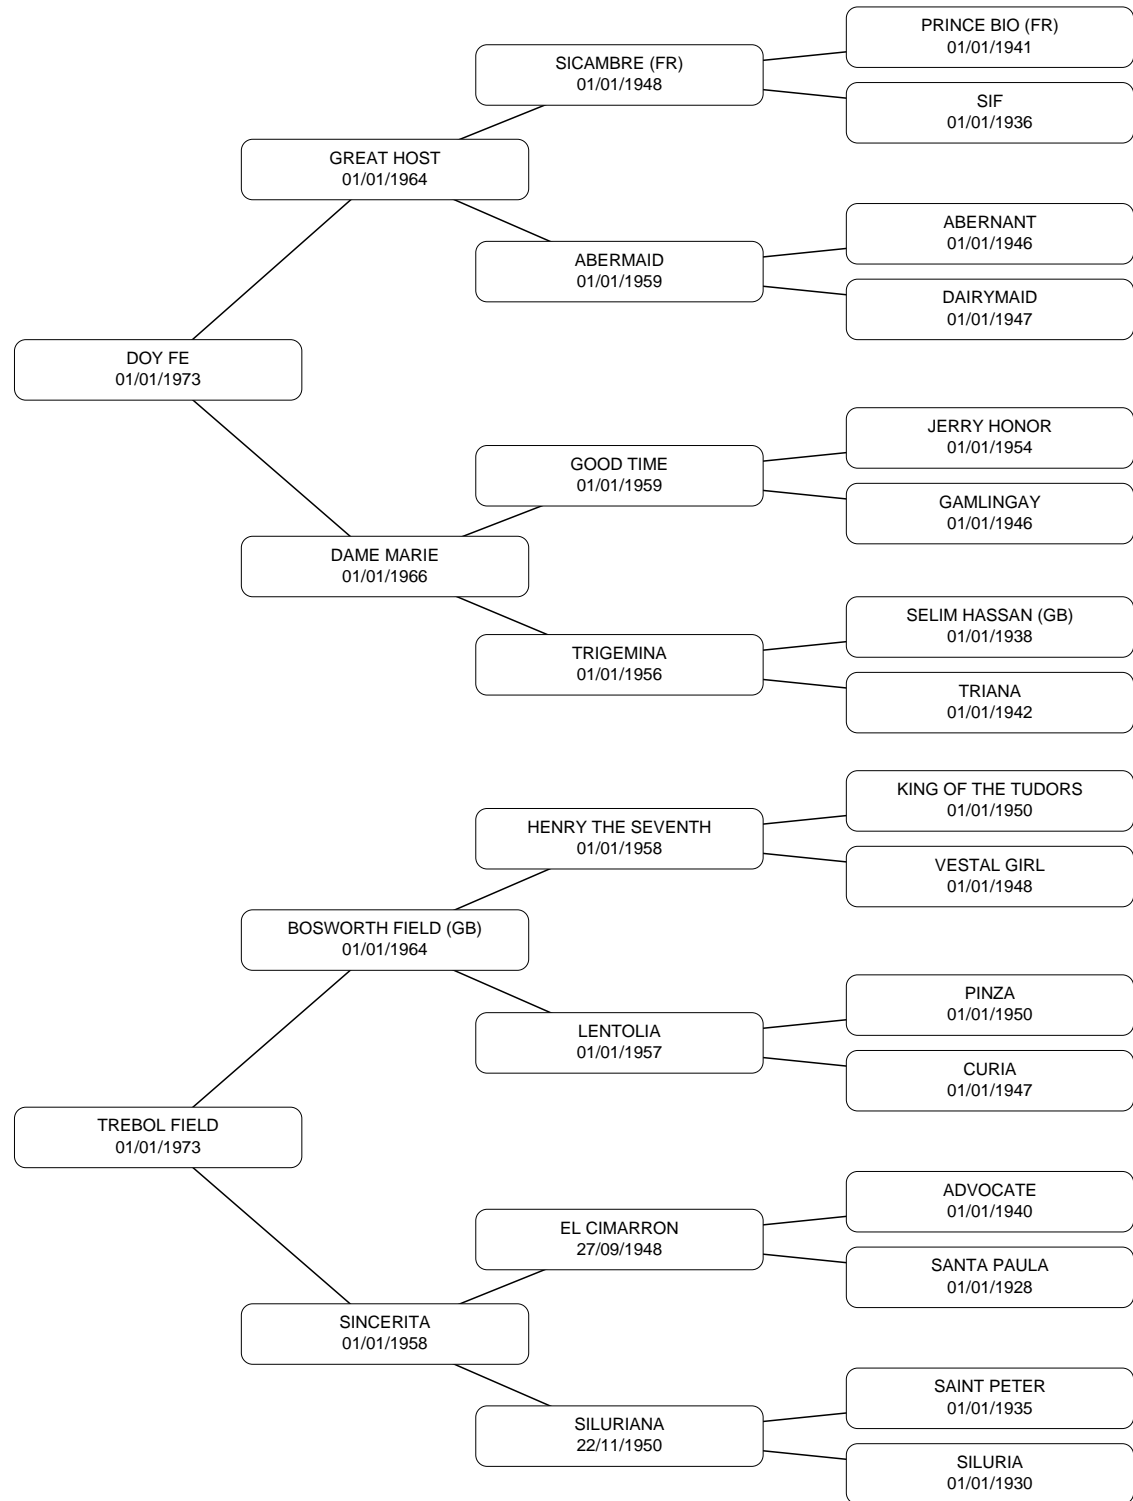 PRINCE BIO (FR)
01/01/1941
SICAMBRE (FR)
01/01/1948
SIF
01/01/1936
GREAT HOST
01/01/1964
ABERNANT
01/01/1946
ABERMAID
01/01/1959
DAIRYMAID
01/01/1947
DOY FE
01/01/1973
JERRY HONOR
01/01/1954
GOOD TIME
01/01/1959
GAMLINGAY
01/01/1946
DAME MARIE
01/01/1966
SELIM HASSAN (GB)
01/01/1938
TRIGEMINA
01/01/1956
TRIANA
01/01/1942
KING OF THE TUDORS
01/01/1950
HENRY THE SEVENTH
01/01/1958
VESTAL GIRL
01/01/1948
BOSWORTH FIELD (GB)
01/01/1964
PINZA
01/01/1950
LENTOLIA
01/01/1957
CURIA
01/01/1947
TREBOL FIELD
01/01/1973
ADVOCATE
01/01/1940
EL CIMARRON
27/09/1948
SANTA PAULA
01/01/1928
SINCERITA
01/01/1958
SAINT PETER
01/01/1935
SILURIANA
22/11/1950
SILURIA
01/01/1930